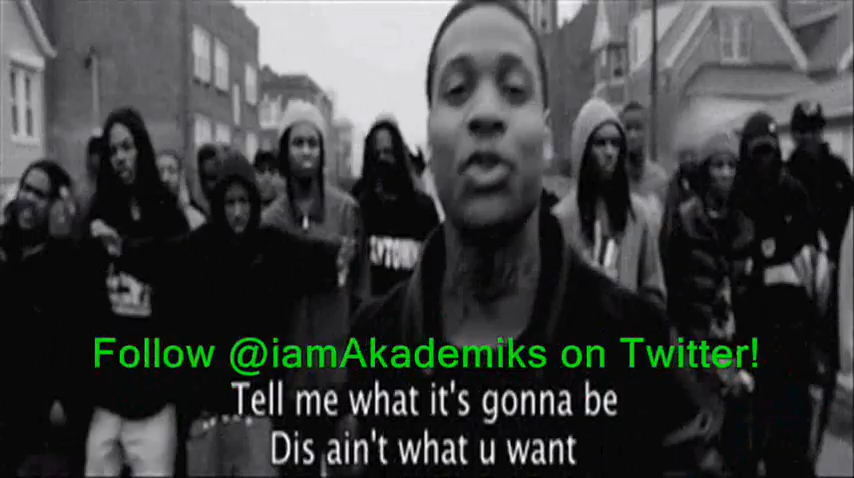 Follow @iamAkademiks on Twitter!
Tell me what it's gonna be
Dis ain't what u want